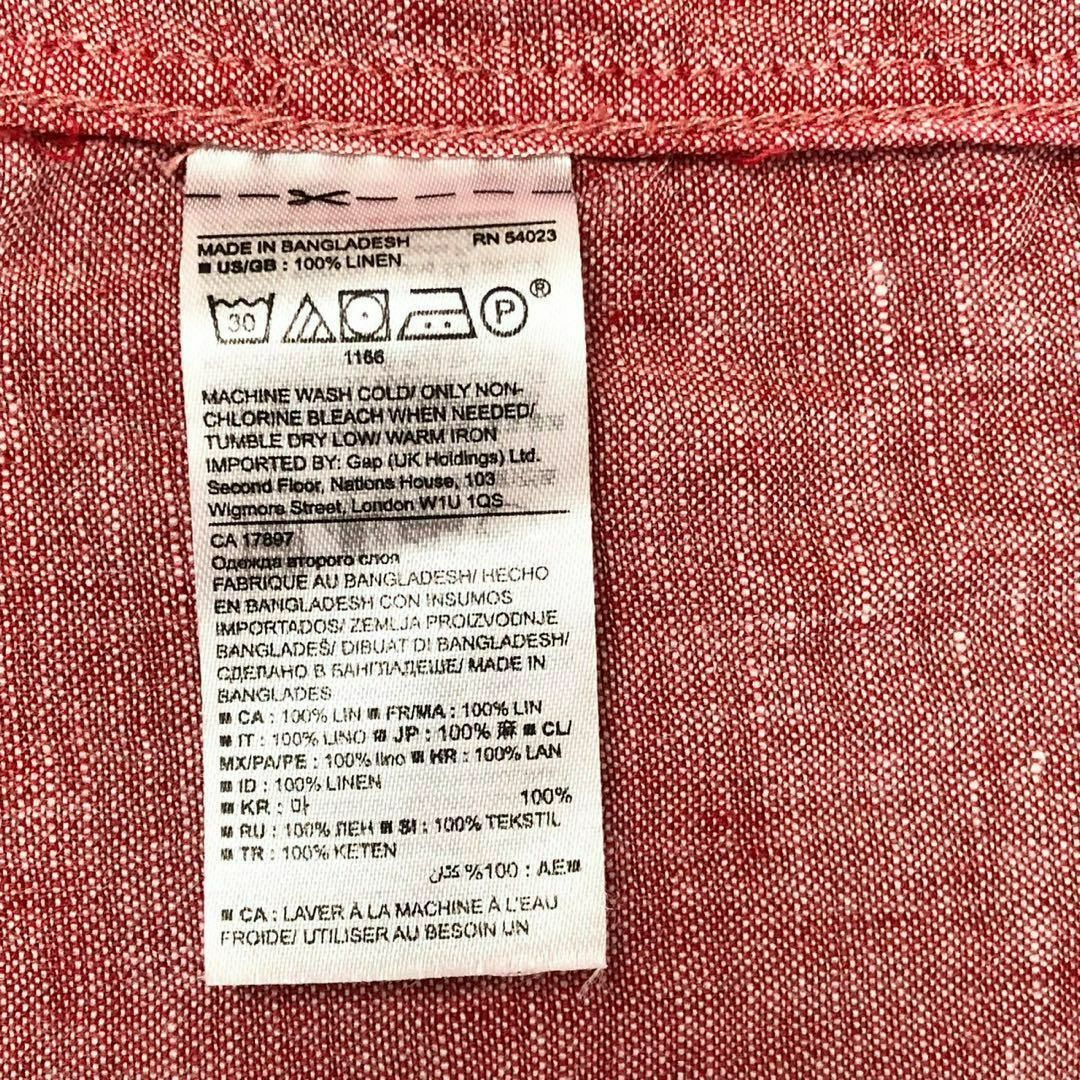 MADE IN BANGLADESH RN 54023
■ US/GB : 100% LINEN
30 P ®
1166
MACHINE WASH COLD/ ONLY NON-
CHLORINE BLEACH WHEN NEEDED/
TUMBLE DRY LOW/ WARM IRON
IMPORTED BY: Gap (UK Holdings) Ltd.
Second Floor, Nations House, 103
Wigmore Street, London W1U 1QS
CA 17897
Одежда второго слоя
FABRIQUE AU BANGLADESH/ HECHO
EN BANGLADESH CON INSUMOS
IMPORTADOS/ ZEMLJA PROIZVODNJE
BANGLADEŠ/ DIBUAT DI BANGLADESH/
СДЕЛАНО В БАНГЛАДЕШЕ/ MADE IN
BANGLADES
■ CA : 100% LIN ■ FR/MA : 100% LIN
■ IT : 100% LINO ■ JP : 100% 麻 ■ CL/
MX/PA/PE : 100% lino ■ HR : 100% LAN
■ ID : 100% LINEN
■ KR : 마 100%
■ RU : 100% ЛЕН ■ SI : 100% TEKSTIL
■ TR : 100% KETEN
■ AE : 100% كتان
■ CA : LAVER À LA MACHINE À L'EAU
FROIDE/ UTILISER AU BESOIN UN